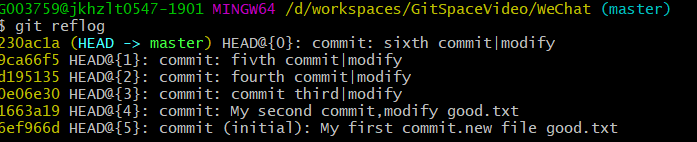 G003759@jkhzlt0547-1901 MINGW64 /d/workspaces/GitSpaceVideo/WeChat (master)
$ git reflog
230ac1a (HEAD -> master) HEAD@{0}: commit: sixth commit|modify
9ca66f5 HEAD@{1}: commit: fivth commit|modify
d195135 HEAD@{2}: commit: fourth commit|modify
0e06e30 HEAD@{3}: commit: commit third|modify
1663a19 HEAD@{4}: commit: My second commit,modify good.txt
6ef966d HEAD@{5}: commit (initial): My first commit.new file good.txt